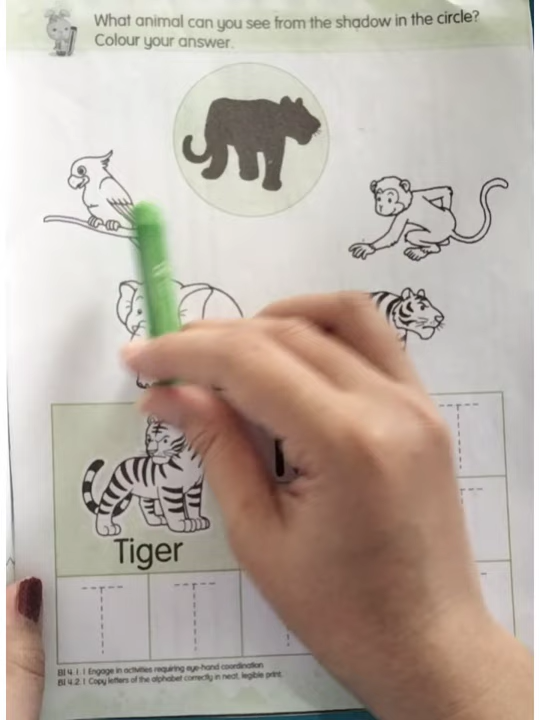 What animal can you see from the shadow in the circle?
Colour your answer.
Tiger
T
T
T
T
BI 4.1.1 Engage in activities requiring eye-hand coordination.
BI 4.2.1 Copy letters of the alphabet correctly in neat, legible print.